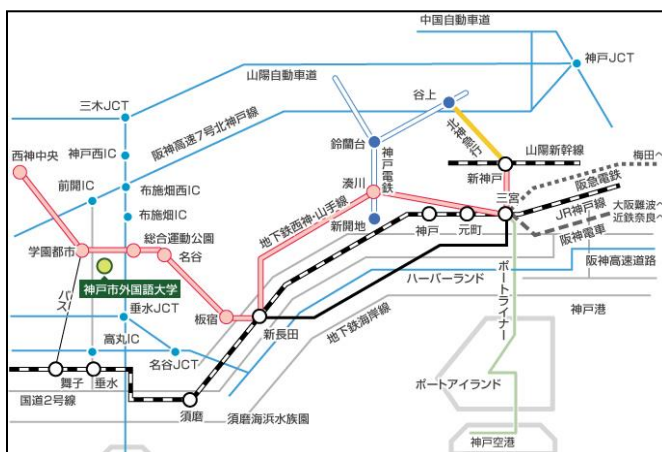 中国自動車道
神戸JCT
山陽自動車道
谷上
三木JCT
阪神高速7号北神戸線
北神急行
鈴蘭台
神戸電鉄
山陽新幹線
梅田へ
西神中央
神戸西IC
新神戸
阪急電鉄
前開IC
布施畑西IC
湊川
三宮
JR神戸線
大阪難波へ
近鉄奈良へ
布施畑IC
地下鉄西神・山手線
新開地
神戸
元町
阪神電車
学園都市
総合運動公園
名谷
ハーバーランド
阪神高速道路
神戸市外国語大学
バス
垂水JCT
板宿
新長田
地下鉄海岸線
ポートライナー
神戸港
高丸IC
名谷JCT
舞子
垂水
ポートアイランド
国道2号線
須磨
須磨海浜水族園
神戸空港